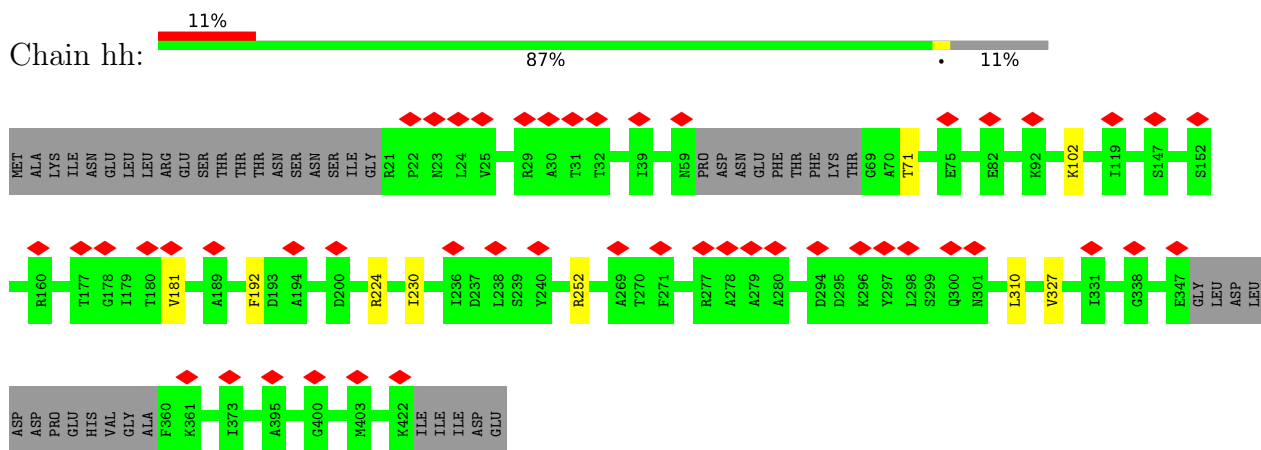 11%
Chain hh:
87% • 11%
MET ALA LYS ILE ASN GLU LEU LEU ARG GLU SER THR THR THR ASN SER ASN SER ILE GLY R21 P22 N23 L24 V25 R29 A30 T31 T32 I39 N59 PRO ASP ASN GLU PHE THR PHE LYS THR G69 A70 T71 E75 E82 K92 K102 I119 S147 S152
R160 T177 G178 I179 T180 V181 A189 F192 D193 A194 D200 R224 I230 I236 D237 L238 S239 Y240 R252 A269 T270 F271 R277 A278 A279 A280 D294 D295 K296 Y297 L298 S299 Q300 N301 L310 V327 I331 G338 E347 GLY LEU ASP LEU
ASP ASP PRO GLU HIS VAL GLY ALA F360 K361 I373 A395 G400 M403 K422 ILE ILE ILE ASP GLU